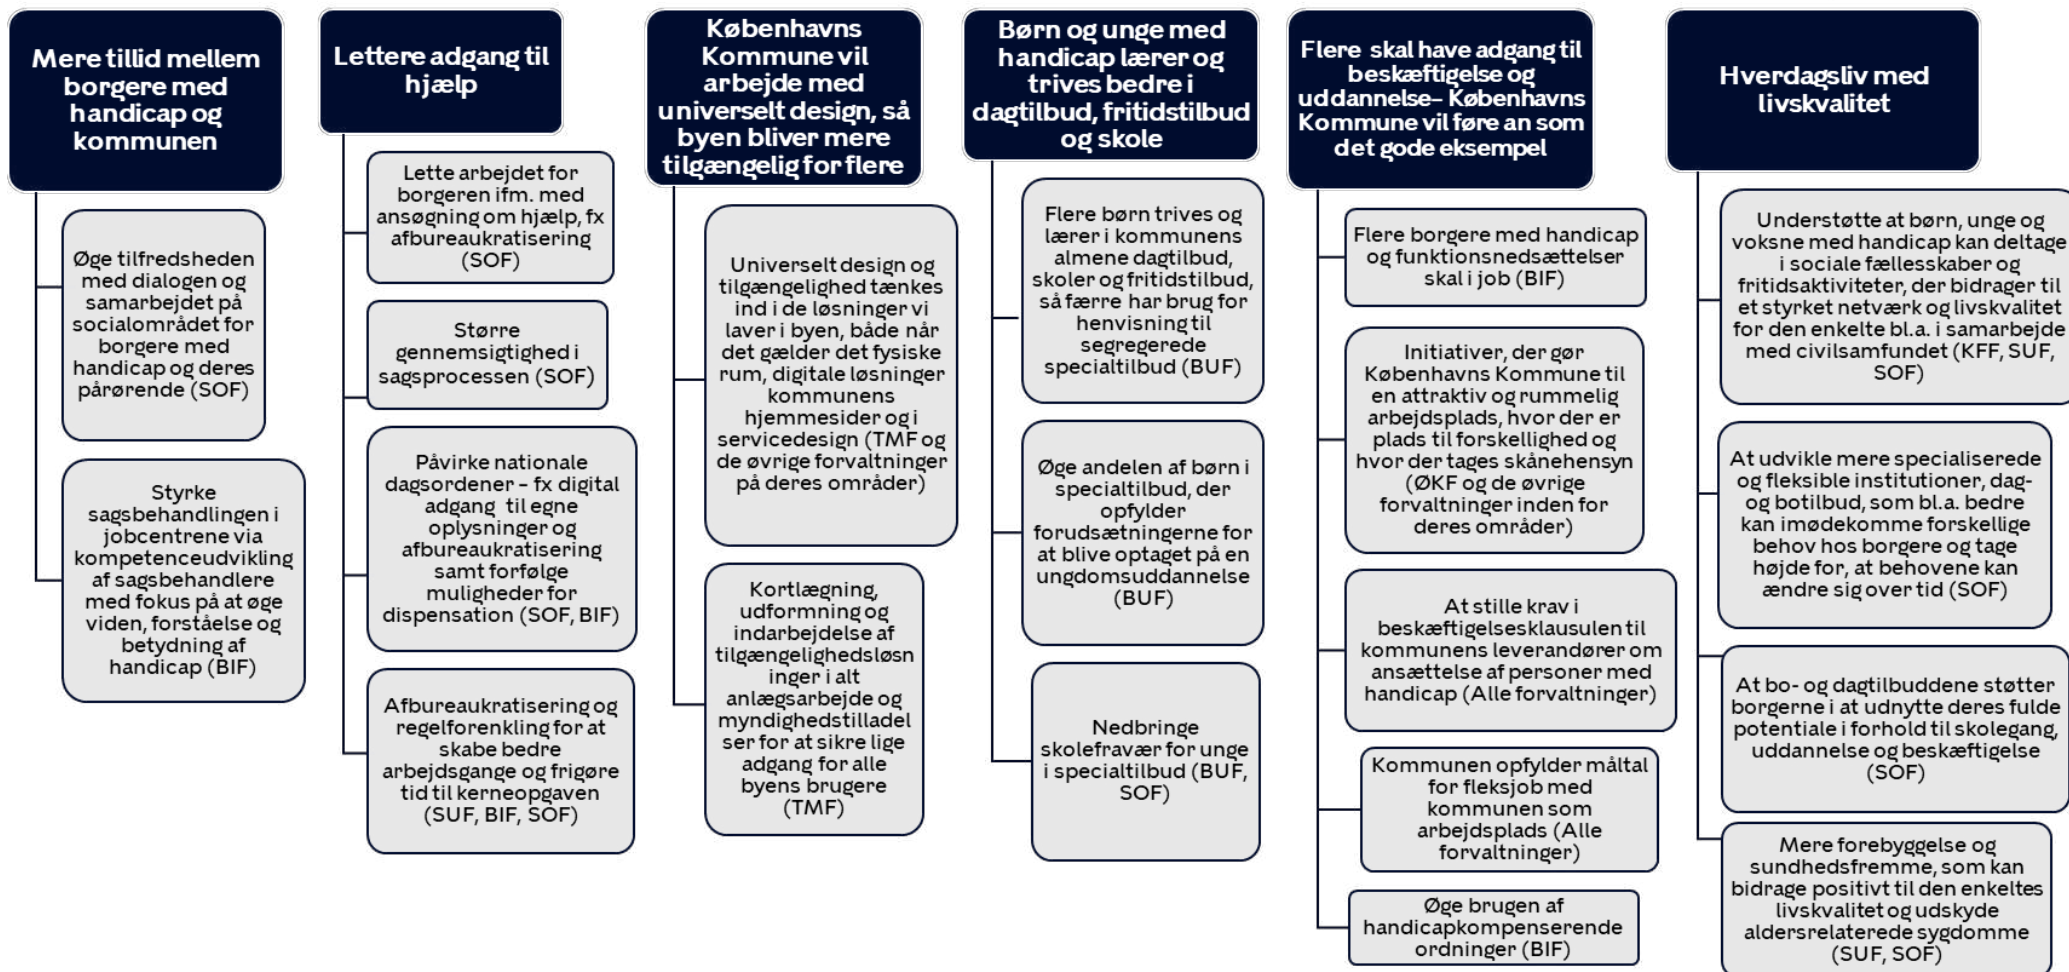 Mere tillid mellem
borgere med
handicap og
kommunen
Øge tilfredsheden
med dialogen og
samarbejdet på
socialområdet for
borgere med
handicap og deres
pårørende (SOF)
Styrke
sagsbehandlingen i
jobcentrene via
kompetenceudvikling
af sagsbehandlere
med fokus på at øge
viden, forståelse og
betydning af
handicap (BIF)
Lettere adgang til
hjælp
Lette arbejdet for
borgeren ifm. med
ansøgning om hjælp, fx
afbureaukratisering
(SOF)
Større
gennemsigtighed i
sagsprocessen (SOF)
Påvirke nationale
dagsordener – fx digital
adgang til egne
oplysninger og
afbureaukratisering
samt forfølge
muligheder for
dispensation (SOF, BIF)
Afbureaukratisering og
regelforenkling for at
skabe bedre
arbejdsgange og frigøre
tid til kerneopgaven
(SUF, BIF, SOF)
Københavns
Kommune vil
arbejde med
universelt design, så
byen bliver mere
tilgængelig for flere
Universelt design og
tilgængelighed tænkes
ind i de løsninger vi
laver i byen, både når
det gælder det fysiske
rum, digitale løsninger
kommunens
hjemmesider og i
servicedesign (TMF og
de øvrige forvaltninger
på deres områder)
Kortlægning,
udformning og
indarbejdelse af
tilgængelighedsløsn
inger i alt
anlægsarbejde og
myndighedstilladel
ser for at sikre lige
adgang for alle
byens brugere
(TMF)
Børn og unge med
handicap lærer og
trives bedre i
dagtilbud, fritidstilbud
og skole
Flere børn trives og
lærer i kommunens
almene dagtilbud,
skoler og fritidstilbud,
så færre har brug for
henvisning til
segregerede
specialtilbud (BUF)
Øge andelen af børn i
specialtilbud, der
opfylder
forudsætningerne for
at blive optaget på en
ungdomsuddannelse
(BUF)
Nedbringe
skolefravær for unge
i specialtilbud (BUF,
SOF)
Flere skal have adgang til
beskæftigelse og
uddannelse– Københavns
Kommune vil føre an som
det gode eksempel
Flere borgere med handicap
og funktionsnedsættelser
skal i job (BIF)
Initiativer, der gør
Københavns Kommune til
en attraktiv og rummelig
arbejdsplads, hvor der er
plads til forskellighed og
hvor der tages skånehensyn
(ØKF og de øvrige
forvaltninger inden for
deres områder)
At stille krav i
beskæftigelsesklausulen til
kommunens leverandører om
ansættelse af personer med
handicap (Alle forvaltninger)
Kommunen opfylder måltal
for fleksjob med
kommunen som
arbejdsplads (Alle
forvaltninger)
Øge brugen af
handicapkompenserende
ordninger (BIF)
Hverdagsliv med
livskvalitet
Understøtte at børn, unge og
voksne med handicap kan deltage
i sociale fællesskaber og
fritidsaktiviteter, der bidrager til
et styrket netværk og livskvalitet
for den enkelte bl.a. i samarbejde
med civilsamfundet (KFF, SUF,
SOF)
At udvikle mere specialiserede
og fleksible institutioner, dag-
og botilbud, som bl.a. bedre
kan imødekomme forskellige
behov hos borgere og tage
højde for, at behovene kan
ændre sig over tid (SOF)
At bo- og dagtilbuddene støtter
borgerne i at udnytte deres fulde
potentiale i forhold til skolegang,
uddannelse og beskæftigelse
(SOF)
Mere forebyggelse og
sundhedsfremme, som kan
bidrage positivt til den enkeltes
livskvalitet og udskyde
aldersrelaterede sygdomme
(SUF, SOF)